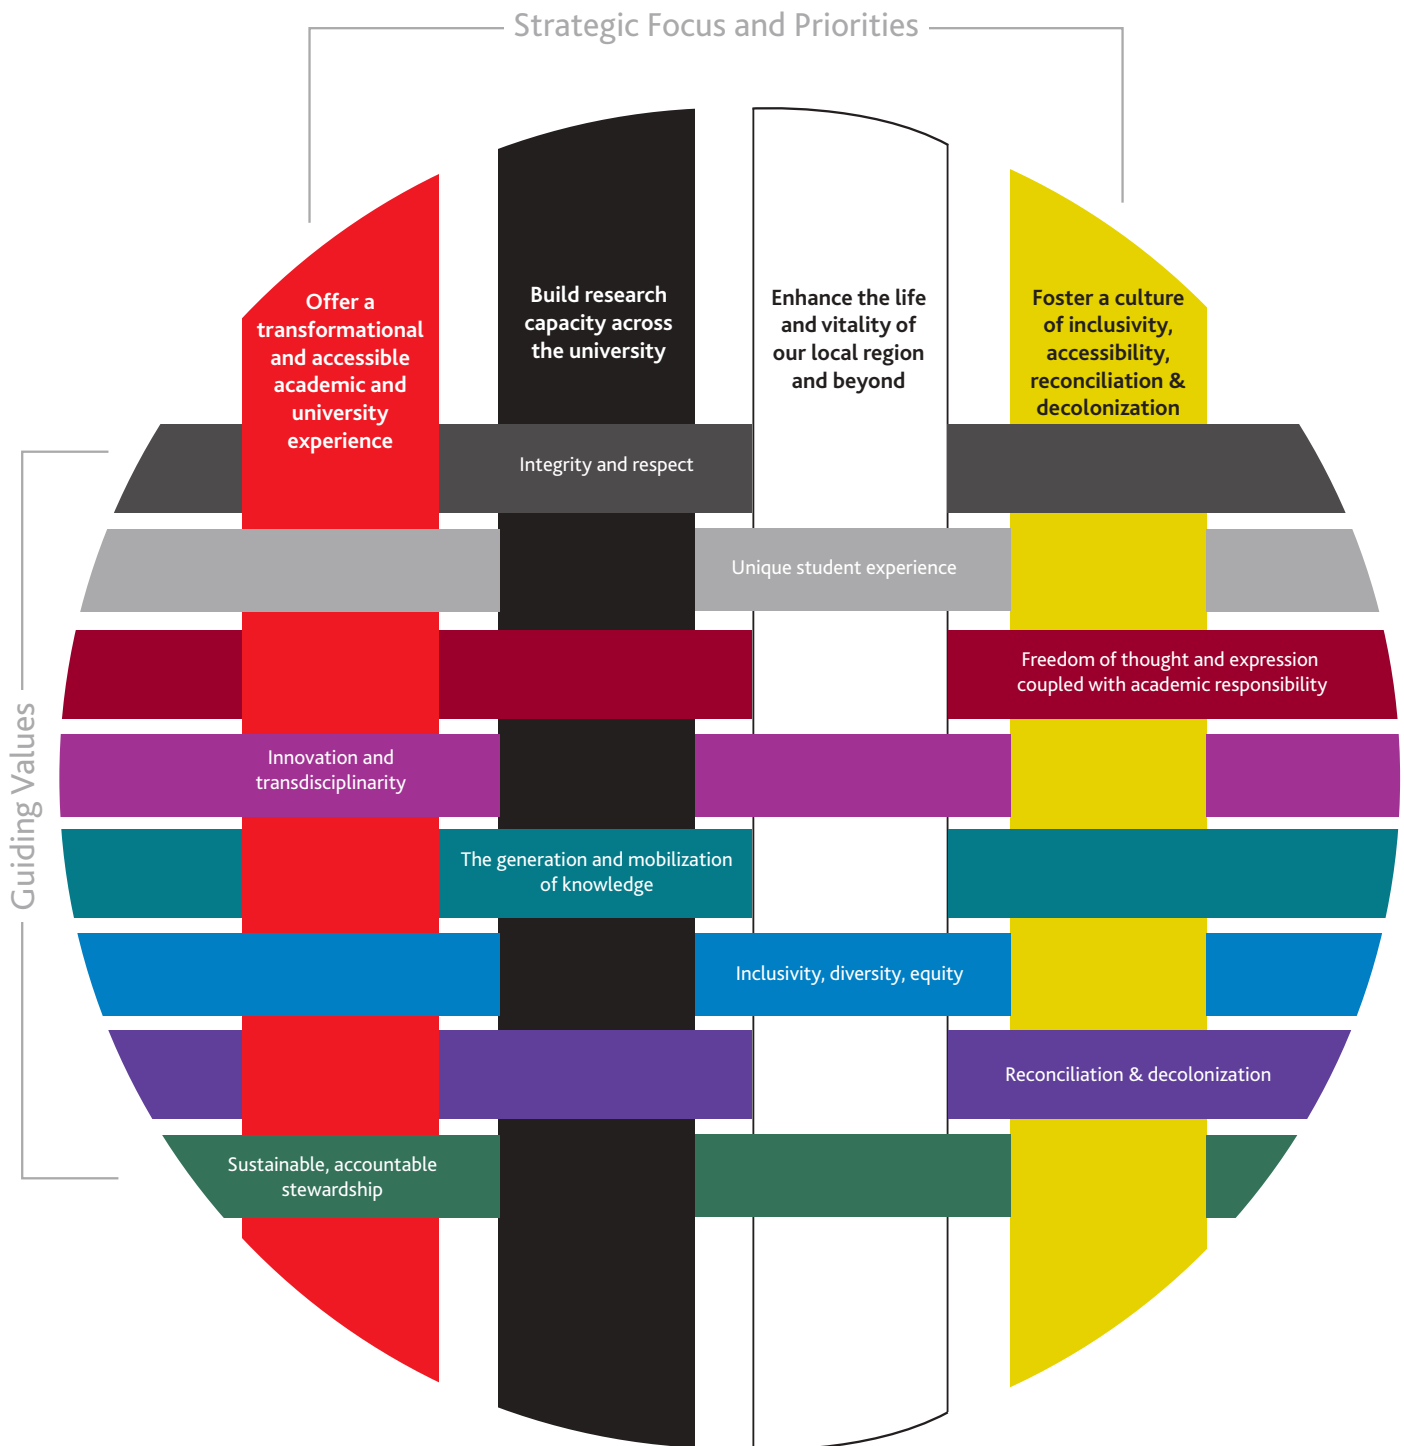 Strategic Focus and Priorities
Offer a
transformational
and accessible
academic and
university
experience
Build research
capacity across
the university
Enhance the life
and vitality of
our local region
and beyond
Foster a culture
of inclusivity,
accessibility,
reconciliation &
decolonization
Guiding Values
Integrity and respect
Unique student experience
Freedom of thought and expression
coupled with academic responsibility
Innovation and
transdisciplinarity
The generation and mobilization
of knowledge
Inclusivity, diversity, equity
Reconciliation & decolonization
Sustainable, accountable
stewardship